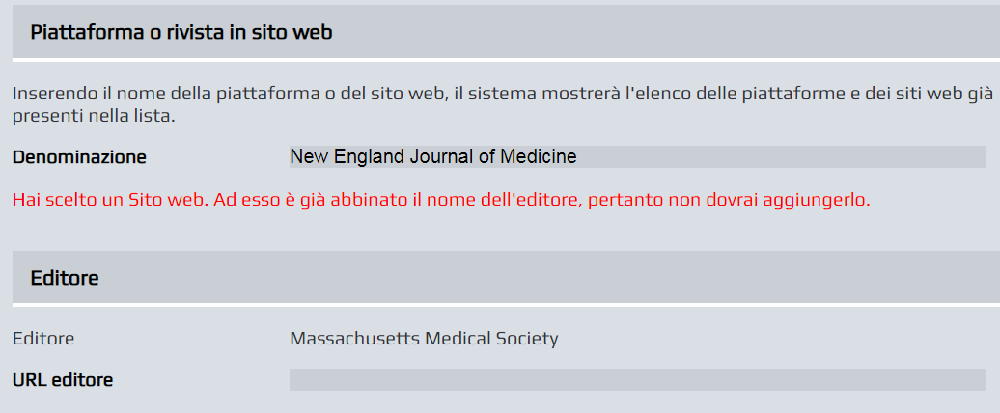 Piattaforma o rivista in sito web
Inserendo il nome della piattaforma o del sito web, il sistema mostrerà l'elenco delle piattaforme e dei siti web già
presenti nella lista.
Denominazione New England Journal of Medicine
Hai scelto un Sito web. Ad esso è già abbinato il nome dell'editore, pertanto non dovrai aggiungerlo.
Editore
Editore Massachusetts Medical Society
URL editore